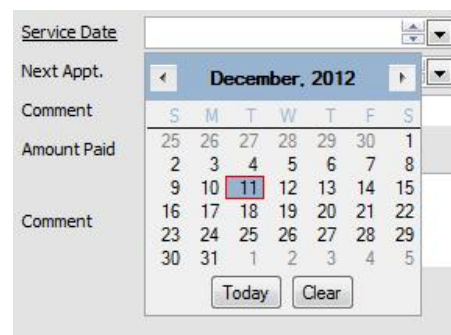 Service Date
Next Appt.
December, 2012
Comment
S M T W T F S
Amount Paid
25 26 27 28 29 30 1
2 3 4 5 6 7 8
9 10 11 12 13 14 15
Comment
16 17 18 19 20 21 22
23 24 25 26 27 28 29
30 31 1 2 3 4 5
Today Clear